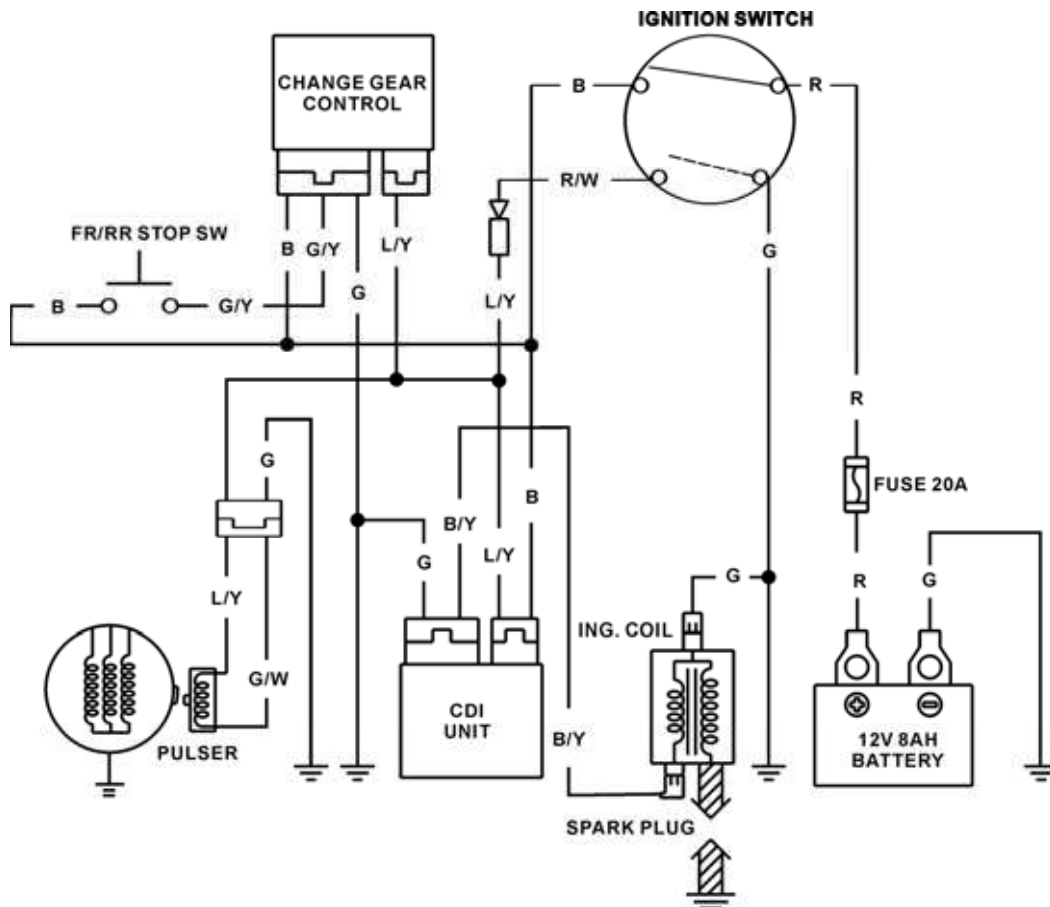 IGNITION SWITCH
CHANGE GEAR
CONTROL
B
R
R/W
FR/RR STOP SW
B
G/Y
L/Y
G
G
L/Y
B
G/Y
R
G
FUSE 20A
B
B/Y
G
L/Y
R
G
G
L/Y
ING. COIL
G/W
CDI
UNIT
B/Y
PULSER
12V 8AH
BATTERY
SPARK PLUG